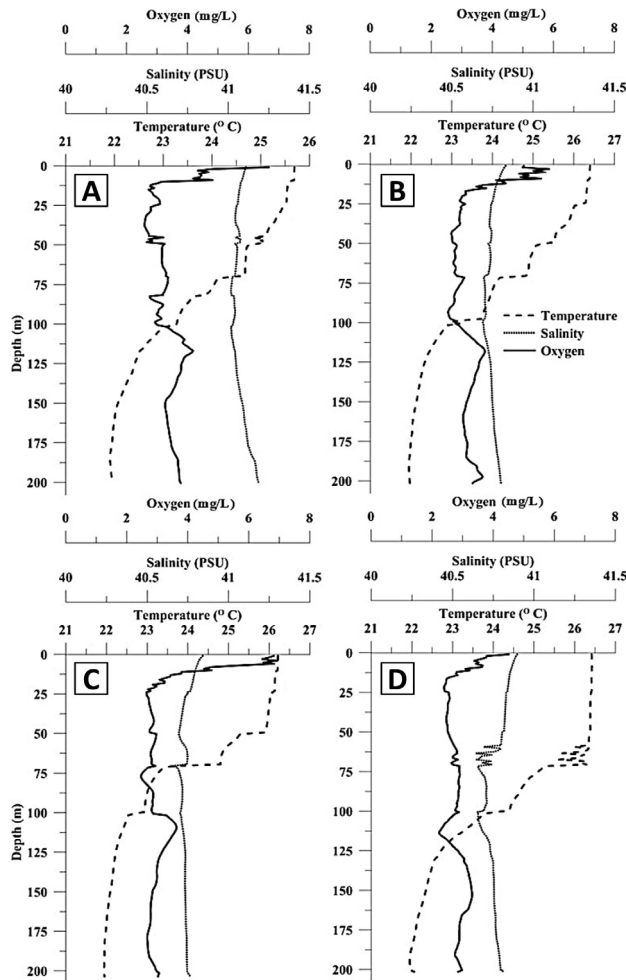 Oxygen (mg/L)
0 2 4 6 8
Salinity (PSU)
40 40.5 41 41.5
Temperature (° C)
21 22 23 24 25 26
A
0
25
50
75
100
125
150
175
200
Depth (m)
Oxygen (mg/L)
0 2 4 6 8
Salinity (PSU)
40 40.5 41 41.5
Temperature (° C)
21 22 23 24 25 26 27
B
0
25
50
75
100
125
150
175
200
Temperature
Salinity
Oxygen
Oxygen (mg/L)
0 2 4 6 8
Salinity (PSU)
40 40.5 41 41.5
Temperature (° C)
21 22 23 24 25 26 27
C
0
25
50
75
100
125
150
175
200
Depth (m)
Oxygen (mg/L)
0 2 4 6 8
Salinity (PSU)
40 40.5 41 41.5
Temperature (° C)
21 22 23 24 25 26 27
D
0
25
50
75
100
125
150
175
200